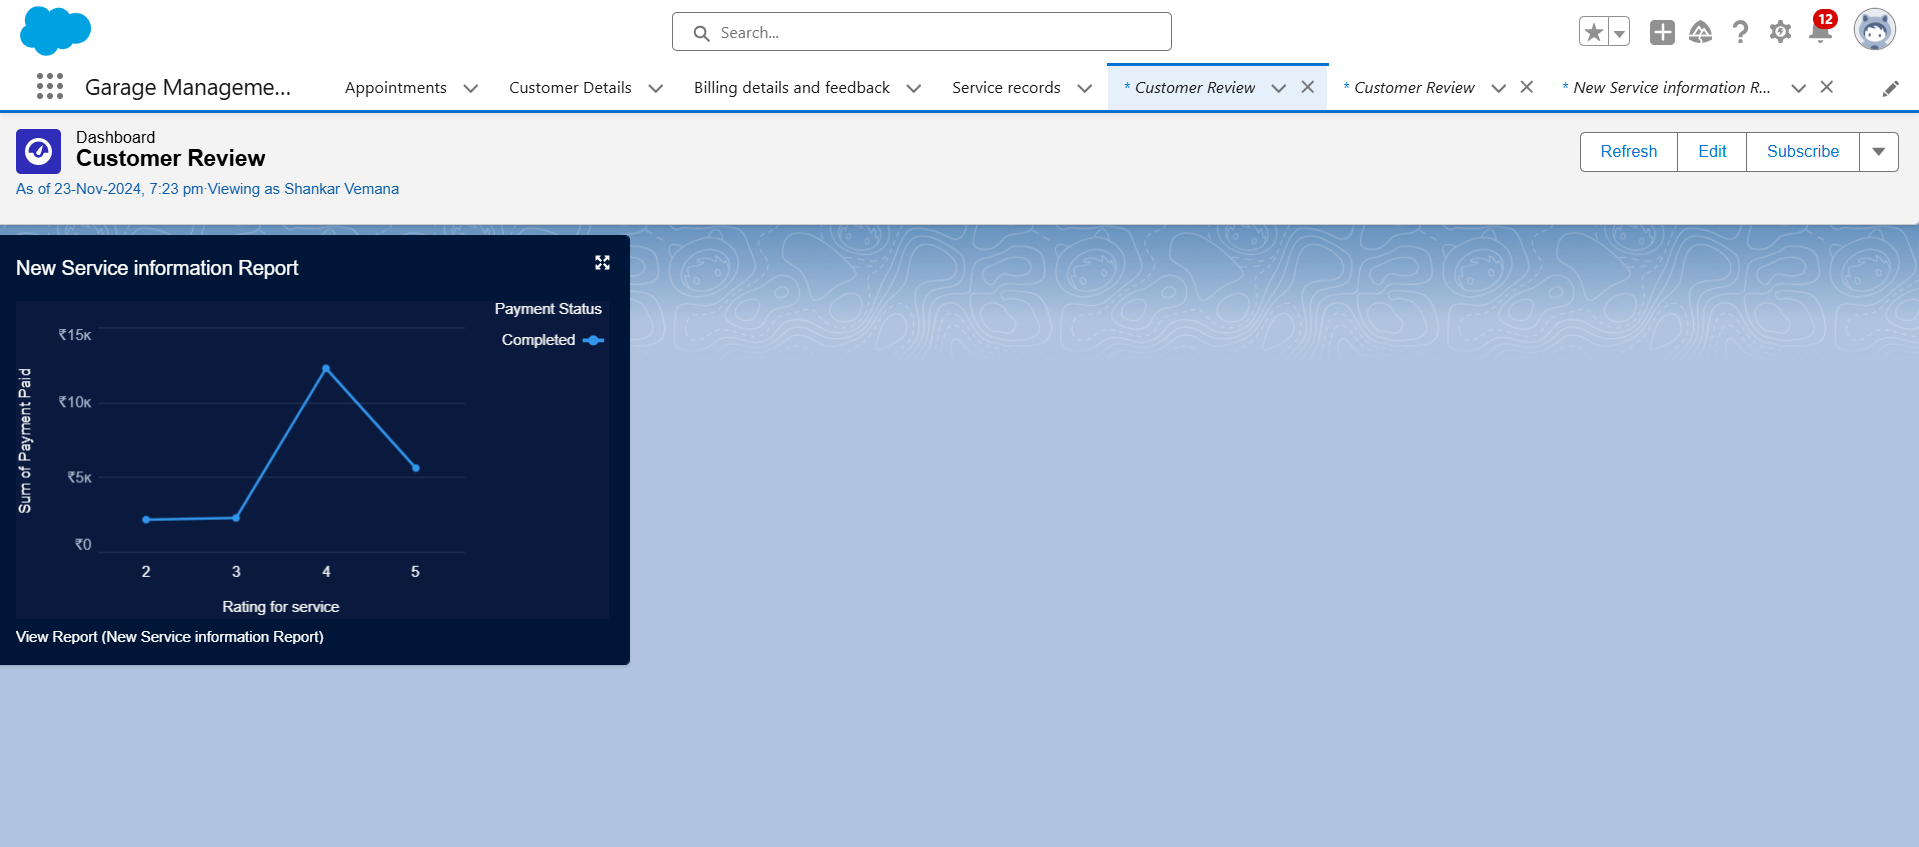 Search...
12
Garage Manageme...
Appointments
Customer Details
Billing details and feedback
Service records
* Customer Review
* Customer Review
* New Service information R...
Dashboard
Customer Review
As of 23-Nov-2024, 7:23 pm·Viewing as Shankar Vemana
Refresh
Edit
Subscribe
New Service information Report
Payment Status
Completed
Sum of Payment Paid
₹15K
₹10K
₹5K
₹0
2 3 4 5
Rating for service
View Report (New Service information Report)